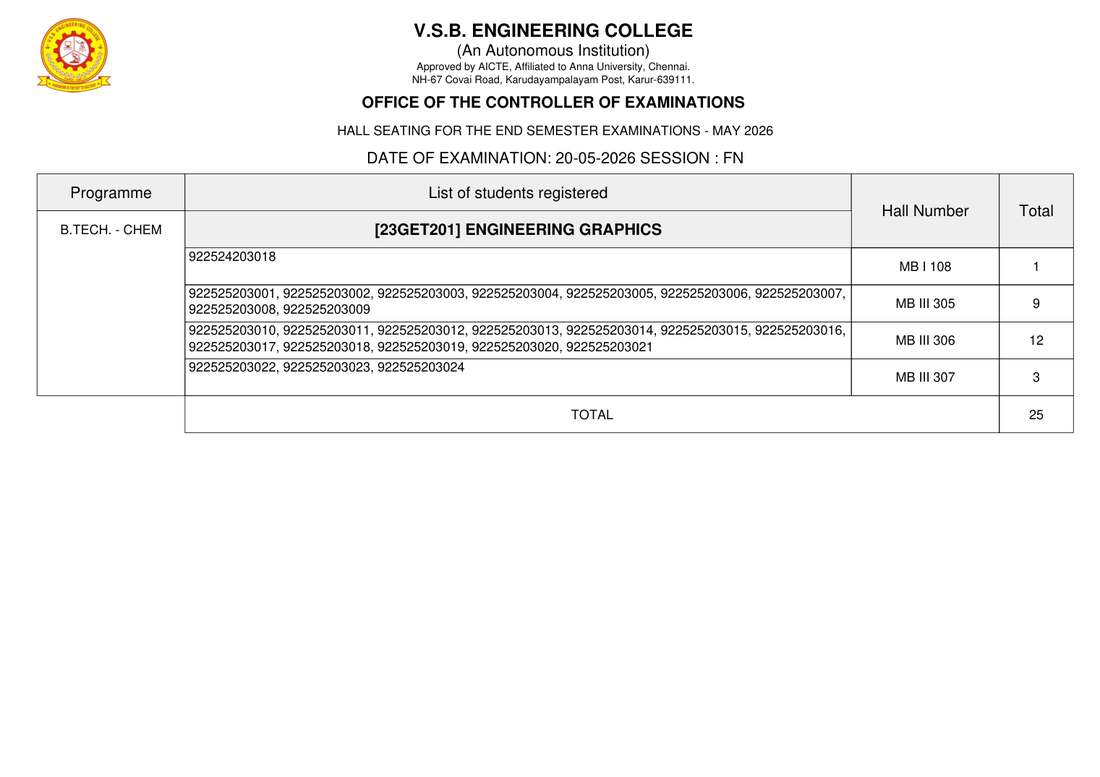 V.S.B. ENGINEERING COLLEGE
(An Autonomous Institution)
Approved by AICTE, Affiliated to Anna University, Chennai.
NH-67 Covai Road, Karudayampalayam Post, Karur-639111.
OFFICE OF THE CONTROLLER OF EXAMINATIONS
HALL SEATING FOR THE END SEMESTER EXAMINATIONS - MAY 2026
DATE OF EXAMINATION: 20-05-2026 SESSION : FN
Programme List of students registered Hall Number Total
B.TECH. - CHEM [23GET201] ENGINEERING GRAPHICS
922524203018 MB I 108 1
922525203001, 922525203002, 922525203003, 922525203004, 922525203005, 922525203006, 922525203007,
922525203008, 922525203009 MB III 305 9
922525203010, 922525203011, 922525203012, 922525203013, 922525203014, 922525203015, 922525203016,
922525203017, 922525203018, 922525203019, 922525203020, 922525203021 MB III 306 12
922525203022, 922525203023, 922525203024 MB III 307 3
TOTAL 25